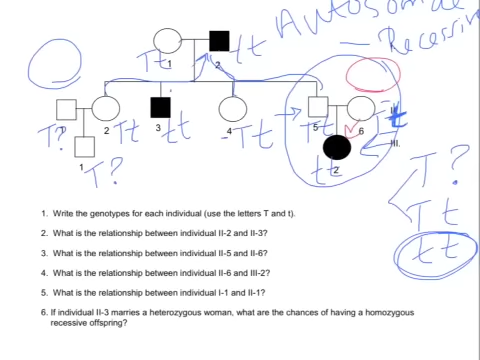 Autosomal
- Recessiv
1
2
Tt
tt
1
2
3
4
5
6
II.
T?
Tt
tt
Tt
Tt
1
T?
2
III.
tt
T ?
T t
t t
1. Write the genotypes for each individual (use the letters T and t).
2. What is the relationship between individual II-2 and II-3?
3. What is the relationship between individual II-5 and II-6?
4. What is the relationship between individual II-6 and III-2?
5. What is the relationship between individual I-1 and II-1?
6. If individual II-3 marries a heterozygous woman, what are the chances of having a homozygous
recessive offspring?